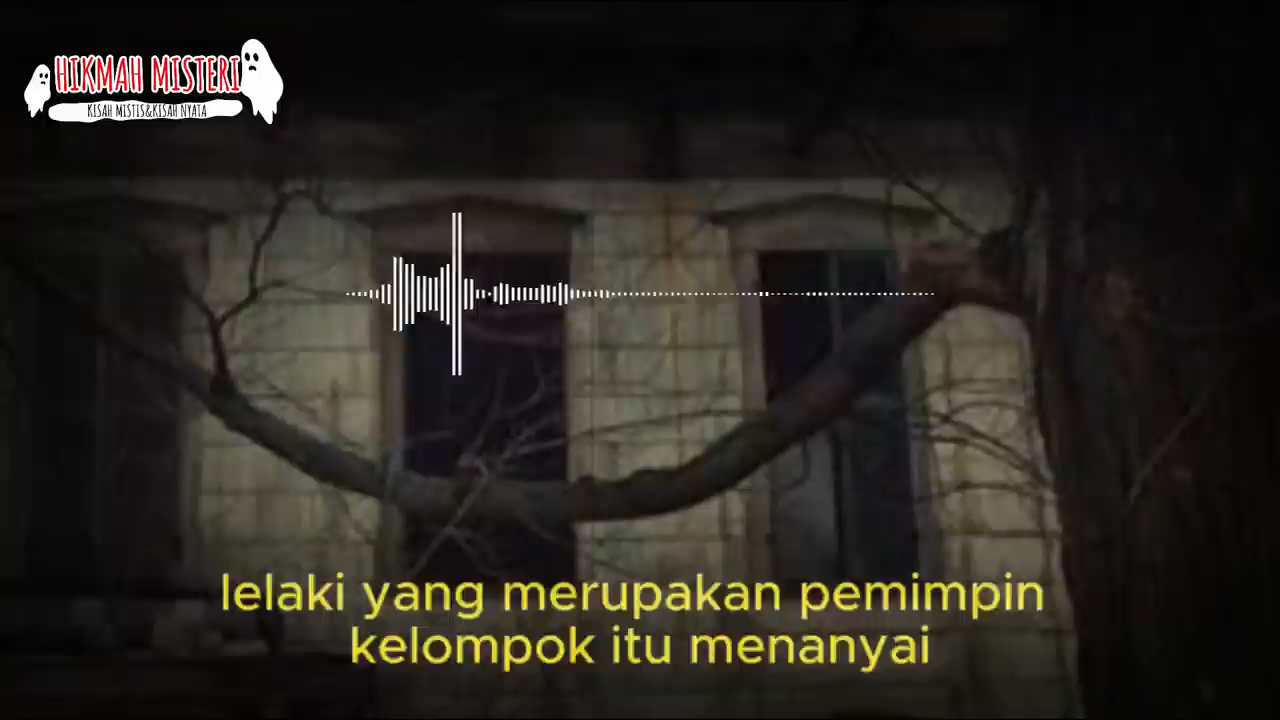 HIKMAH MISTERI
KISAH MISTIS&KISAH NYATA
lelaki yang merupakan pemimpin
kelompok itu menanyai